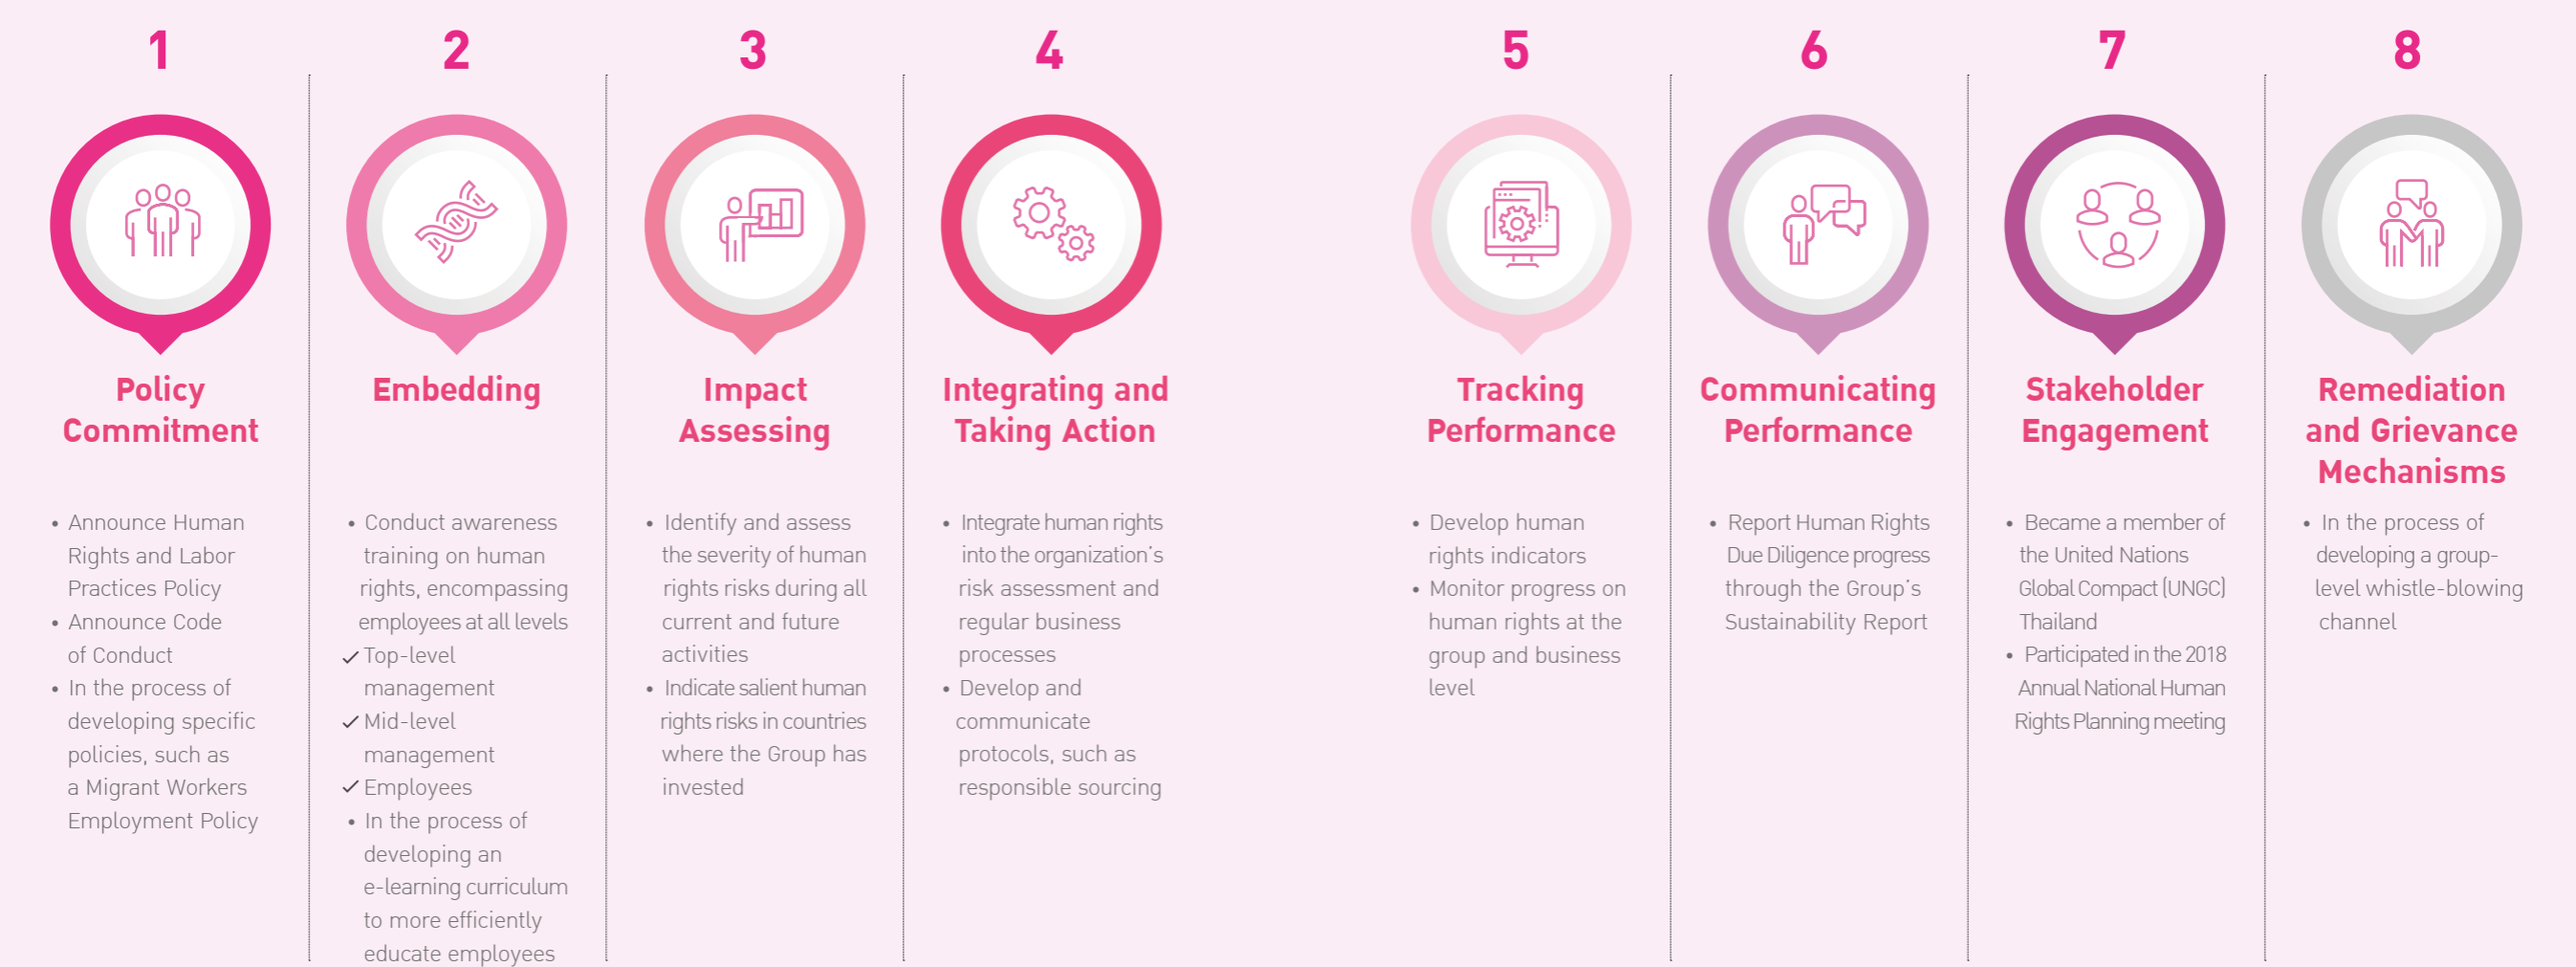 1
Policy
Commitment
• Announce Human
Rights and Labor
Practices Policy
• Announce Code
of Conduct
• In the process of
developing specific
policies, such as
a Migrant Workers
Employment Policy
2
Embedding
• Conduct awareness
training on human
rights, encompassing
employees at all levels
✓ Top-level
management
✓ Mid-level
management
✓ Employees
• In the process of
developing an
e-learning curriculum
to more efficiently
educate employees
3
Impact
Assessing
• Identify and assess
the severity of human
rights risks during all
current and future
activities
• Indicate salient human
rights risks in countries
where the Group has
invested
4
Integrating and
Taking Action
• Integrate human rights
into the organization's
risk assessment and
regular business
processes
• Develop and
communicate
protocols, such as
responsible sourcing
5
Tracking
Performance
• Develop human
rights indicators
• Monitor progress on
human rights at the
group and business
level
6
Communicating
Performance
• Report Human Rights
Due Diligence progress
through the Group's
Sustainability Report
7
Stakeholder
Engagement
• Became a member of
the United Nations
Global Compact (UNGC)
Thailand
• Participated in the 2018
Annual National Human
Rights Planning meeting
8
Remediation
and Grievance
Mechanisms
• In the process of
developing a group-
level whistle-blowing
channel